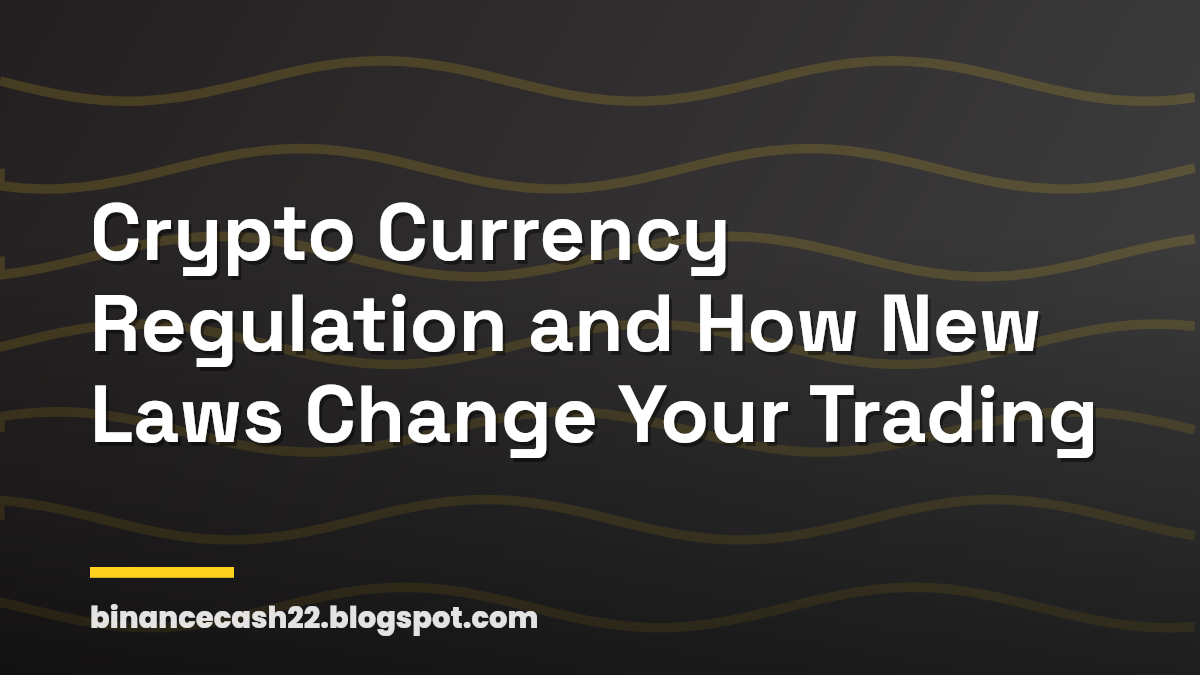 Crypto Currency
Regulation and How New
Laws Change Your Trading
binancecash22.blogspot.com